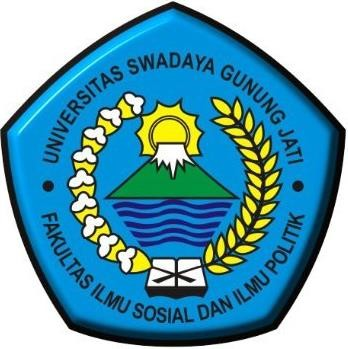 UNIVERSITAS SWADAYA GUNUNG JATI
FAKULTAS ILMU SOSIAL DAN ILMU POLITIK